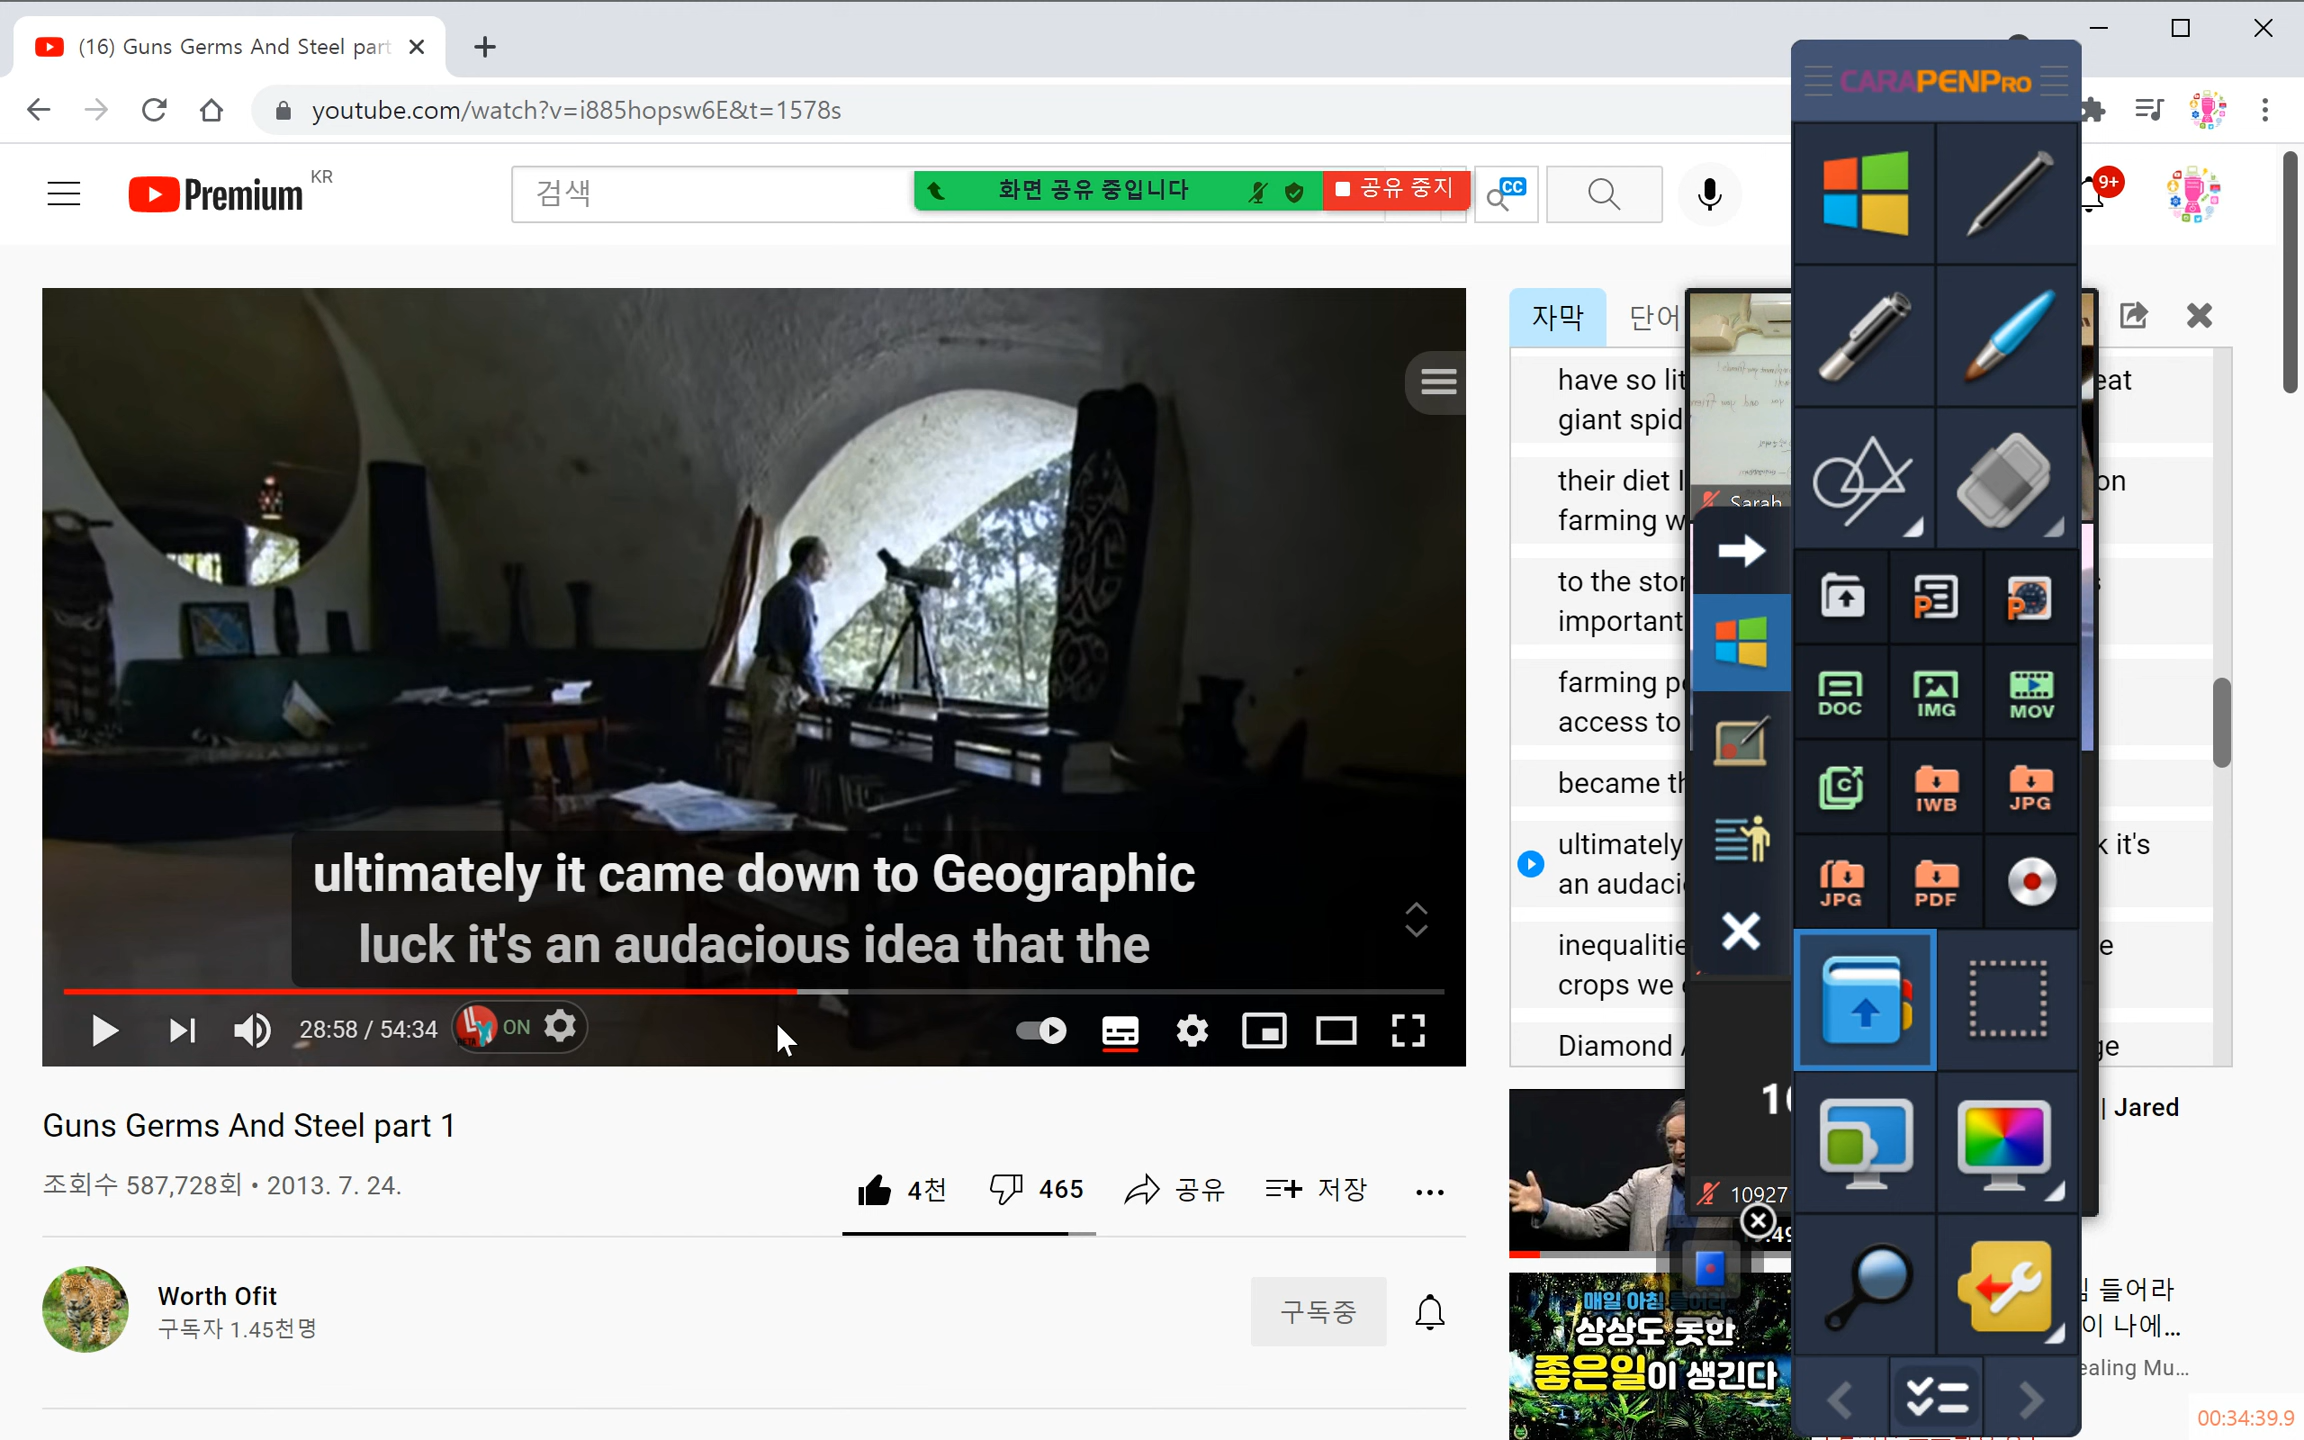 (16) Guns Germs And Steel part
youtube.com/watch?v=i885hopsw6E&t=1578s
CARAPENPRO
Premium KR
검색
화면 공유 중입니다
공유 중지
CC
9+
자막
단어
have so lit
eat
giant spid
their diet
on
farming w
to the stor
important
farming
access to
became th
ultimately
k it's
an audaci
inequalitie
e
crops we
Diamond
ge
Sarah
DOC
IMG
MOV
IWB
JPG
JPG
PDF
ultimately it came down to Geographic
luck it's an audacious idea that the
28:58 / 54:34
BETA
ON
Guns Germs And Steel part 1
조회수 587,728회 • 2013. 7. 24.
4천
465
공유
저장
| Jared
10927
Worth Ofit
구독자 1.45천명
구독중
매일 아침 들어라
상상도 못한
좋은일이 생긴다
들어라
이 나에...
ealing Mu...
00:34:39.9